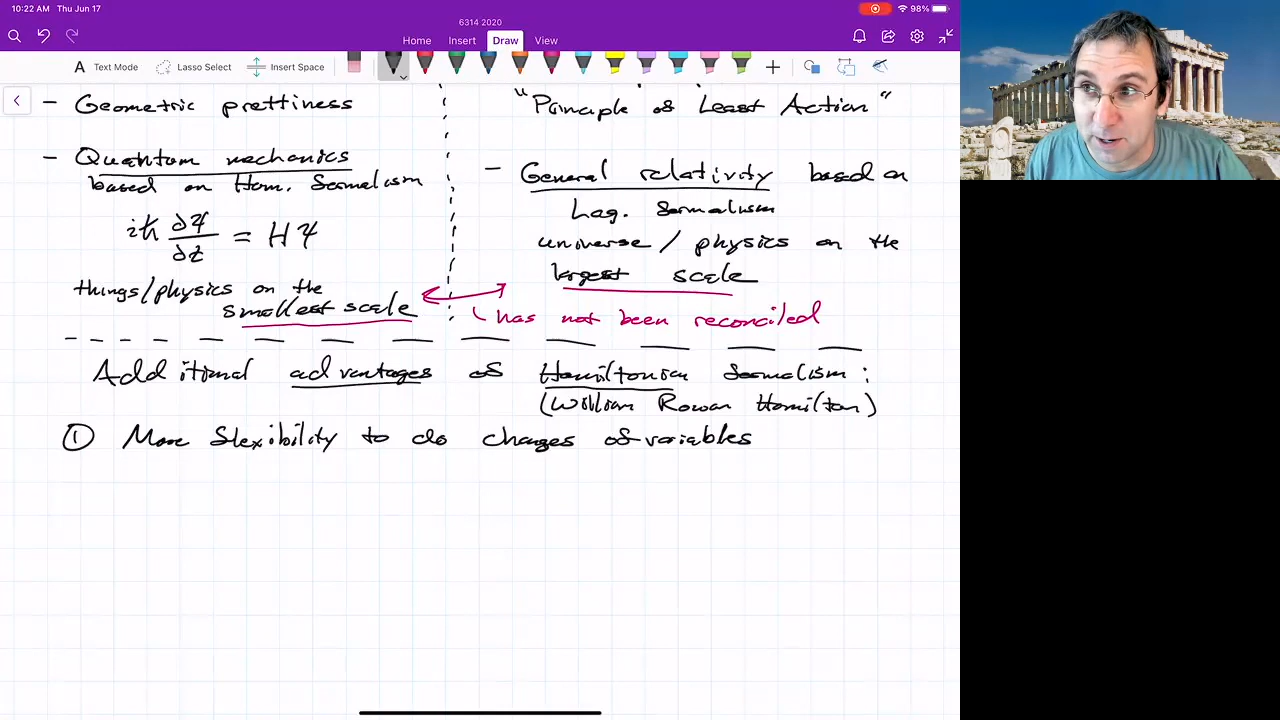 10:22 AM Thu Jun 17
98%
6314 2020
Home Insert Draw View
Text Mode Lasso Select Insert Space
- Geometric prettiness
- Quantum mechanics
based on Ham. formalism
iħ ∂Ψ/∂t = HΨ
things/physics on the
smallest scale
"Principle of Least Action"
- General relativity based on
Lag. formalism
universe/physics on the
largest scale
has not been reconciled
Additional advantages of Hamiltonian formalism:
(William Rowan Hamilton)
① More flexibility to do changes of variables